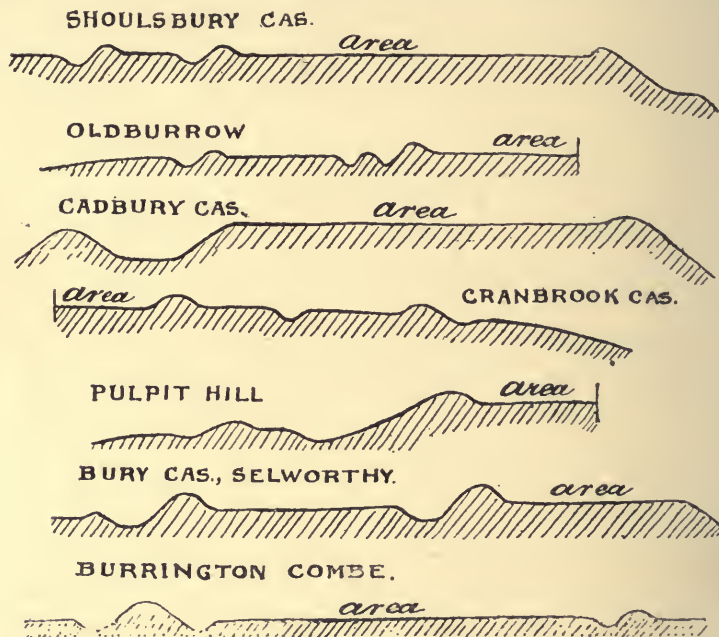 SHOULSBURY CAS.
area
OLDBURROW
area
CADBURY CAS.
area
area
CRANBROOK CAS.
PULPIT HILL
area
BURY CAS., SELWORTHY.
area
BURRINGTON COMBE.
area